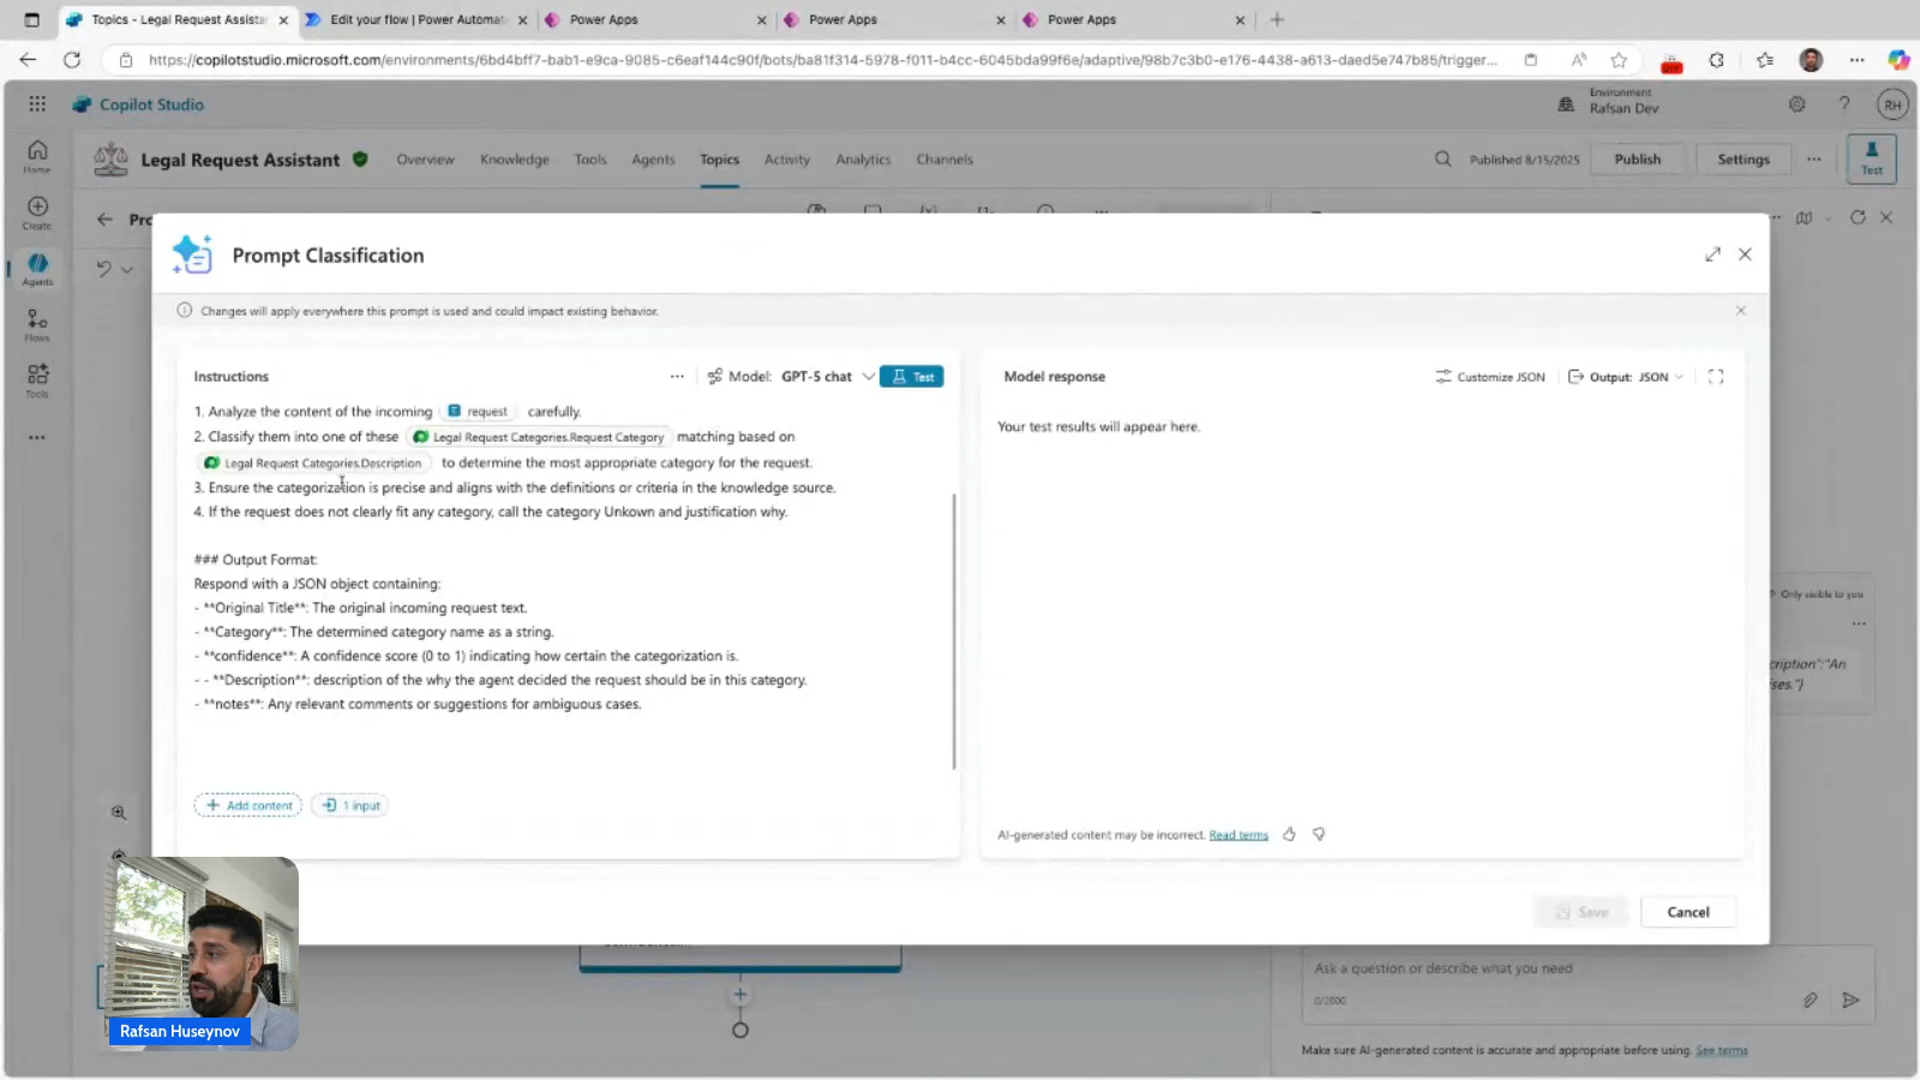 Topics - Legal Request Assista
Edit your flow | Power Automat
Power Apps
Power Apps
Power Apps
https://copilotstudio.microsoft.com/environments/6bd4bff7-bab1-e9ca-9085-c6eaf144c90f/bots/ba81f314-5978-f011-b4cc-6045bda99f6e/adaptive/98b7c3b0-e176-4438-a613-daed5e747b85/trigger...
Copilot Studio
Environment
Rafsan Dev
RH
Home
Create
Agents
Flows
Tools
Legal Request Assistant
Overview
Knowledge
Tools
Agents
Topics
Activity
Analytics
Channels
Published 8/15/2025
Publish
Settings
Test
Prc
Prompt Classification
Changes will apply everywhere this prompt is used and could impact existing behavior.
Instructions
Model: GPT-5 chat
Test
1. Analyze the content of the incoming request carefully.
2. Classify them into one of these Legal Request Categories.Request Category matching based on
Legal Request Categories.Description to determine the most appropriate category for the request.
3. Ensure the categorization is precise and aligns with the definitions or criteria in the knowledge source.
4. If the request does not clearly fit any category, call the category Unkown and justification why.
### Output Format:
Respond with a JSON object containing:
- **Original Title**: The original incoming request text.
- **Category**: The determined category name as a string.
- **confidence**: A confidence score (0 to 1) indicating how certain the categorization is.
- - **Description**: description of the why the agent decided the request should be in this category.
- **notes**: Any relevant comments or suggestions for ambiguous cases.
+ Add content
1 input
Model response
Customize JSON
Output: JSON
Your test results will appear here.
AI-generated content may be incorrect. Read terms
Save
Cancel
Only visible to you
cription":"An
ises."}
Ask a question or describe what you need
0/2000
Make sure AI-generated content is accurate and appropriate before using. See terms
Rafsan Huseynov